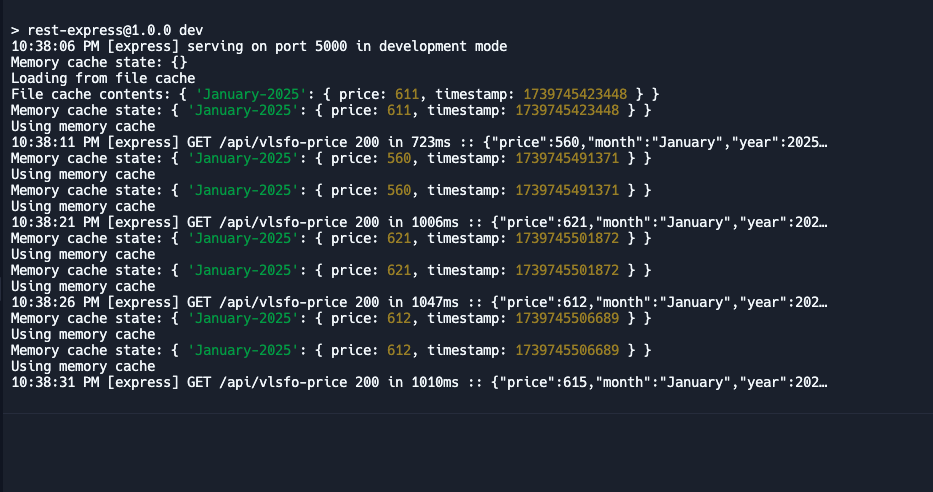 > rest-express@1.0.0 dev
10:38:06 PM [express] serving on port 5000 in development mode
Memory cache state: {}
Loading from file cache
File cache contents: { 'January-2025': { price: 611, timestamp: 1739745423448 } }
Memory cache state: { 'January-2025': { price: 611, timestamp: 1739745423448 } }
Using memory cache
10:38:11 PM [express] GET /api/vlsfo-price 200 in 723ms :: {"price":560,"month":"January","year":2025…
Memory cache state: { 'January-2025': { price: 560, timestamp: 1739745491371 } }
Using memory cache
Memory cache state: { 'January-2025': { price: 560, timestamp: 1739745491371 } }
Using memory cache
10:38:21 PM [express] GET /api/vlsfo-price 200 in 1006ms :: {"price":621,"month":"January","year":202…
Memory cache state: { 'January-2025': { price: 621, timestamp: 1739745501872 } }
Using memory cache
Memory cache state: { 'January-2025': { price: 621, timestamp: 1739745501872 } }
Using memory cache
10:38:26 PM [express] GET /api/vlsfo-price 200 in 1047ms :: {"price":612,"month":"January","year":202…
Memory cache state: { 'January-2025': { price: 612, timestamp: 1739745506689 } }
Using memory cache
Memory cache state: { 'January-2025': { price: 612, timestamp: 1739745506689 } }
Using memory cache
10:38:31 PM [express] GET /api/vlsfo-price 200 in 1010ms :: {"price":615,"month":"January","year":202…